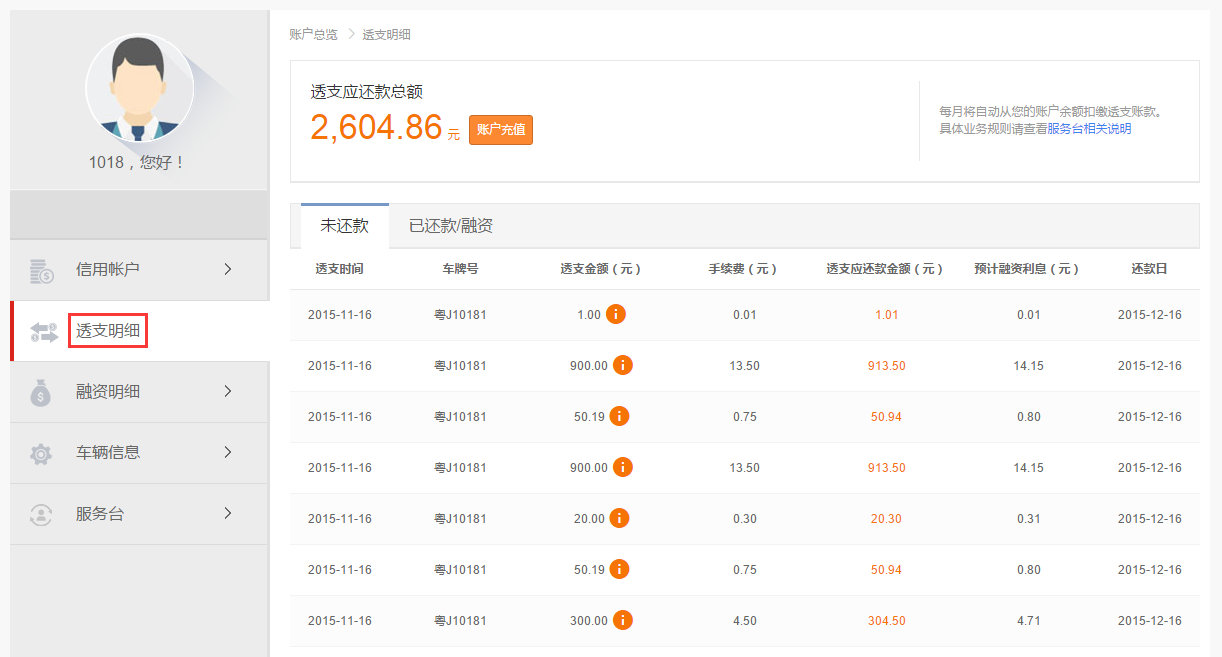 1018，您好！
信用帐户
透支明细
融资明细
车辆信息
服务台
账户总览 > 透支明细
透支应还款总额
2,604.86 元 账户充值
每月将自动从您的账户余额扣缴透支账款。
具体业务规则请查看服务台相关说明
未还款 已还款/融资
透支时间 车牌号 透支金额（元） 手续费（元） 透支应还款金额（元） 预计融资利息（元） 还款日
2015-11-16 粤J10181 1.00 0.01 1.01 0.01 2015-12-16
2015-11-16 粤J10181 900.00 13.50 913.50 14.15 2015-12-16
2015-11-16 粤J10181 50.19 0.75 50.94 0.80 2015-12-16
2015-11-16 粤J10181 900.00 13.50 913.50 14.15 2015-12-16
2015-11-16 粤J10181 20.00 0.30 20.30 0.31 2015-12-16
2015-11-16 粤J10181 50.19 0.75 50.94 0.80 2015-12-16
2015-11-16 粤J10181 300.00 4.50 304.50 4.71 2015-12-16